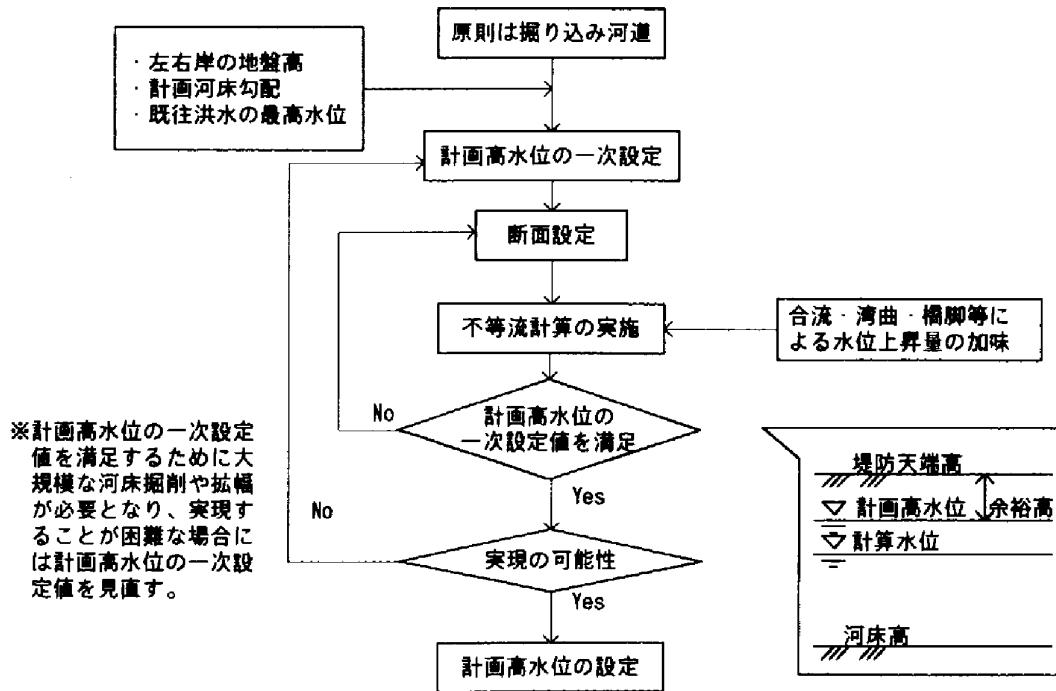 原則は掘り込み河道
・左右岸の地盤高
・計画河床勾配
・既往洪水の最高水位
計画高水位の一次設定
断面設定
不等流計算の実施
合流・湾曲・橋脚等に
よる水位上昇量の加味
計画高水位の
一次設定値を満足
No
Yes
※計画高水位の一次設定
値を満足するために大
規模な河床掘削や拡幅
が必要となり、実現す
ることが困難な場合に
は計画高水位の一次設
定値を見直す。
No
実現の可能性
Yes
計画高水位の設定
堤防天端高
計画高水位
余裕高
計算水位
河床高